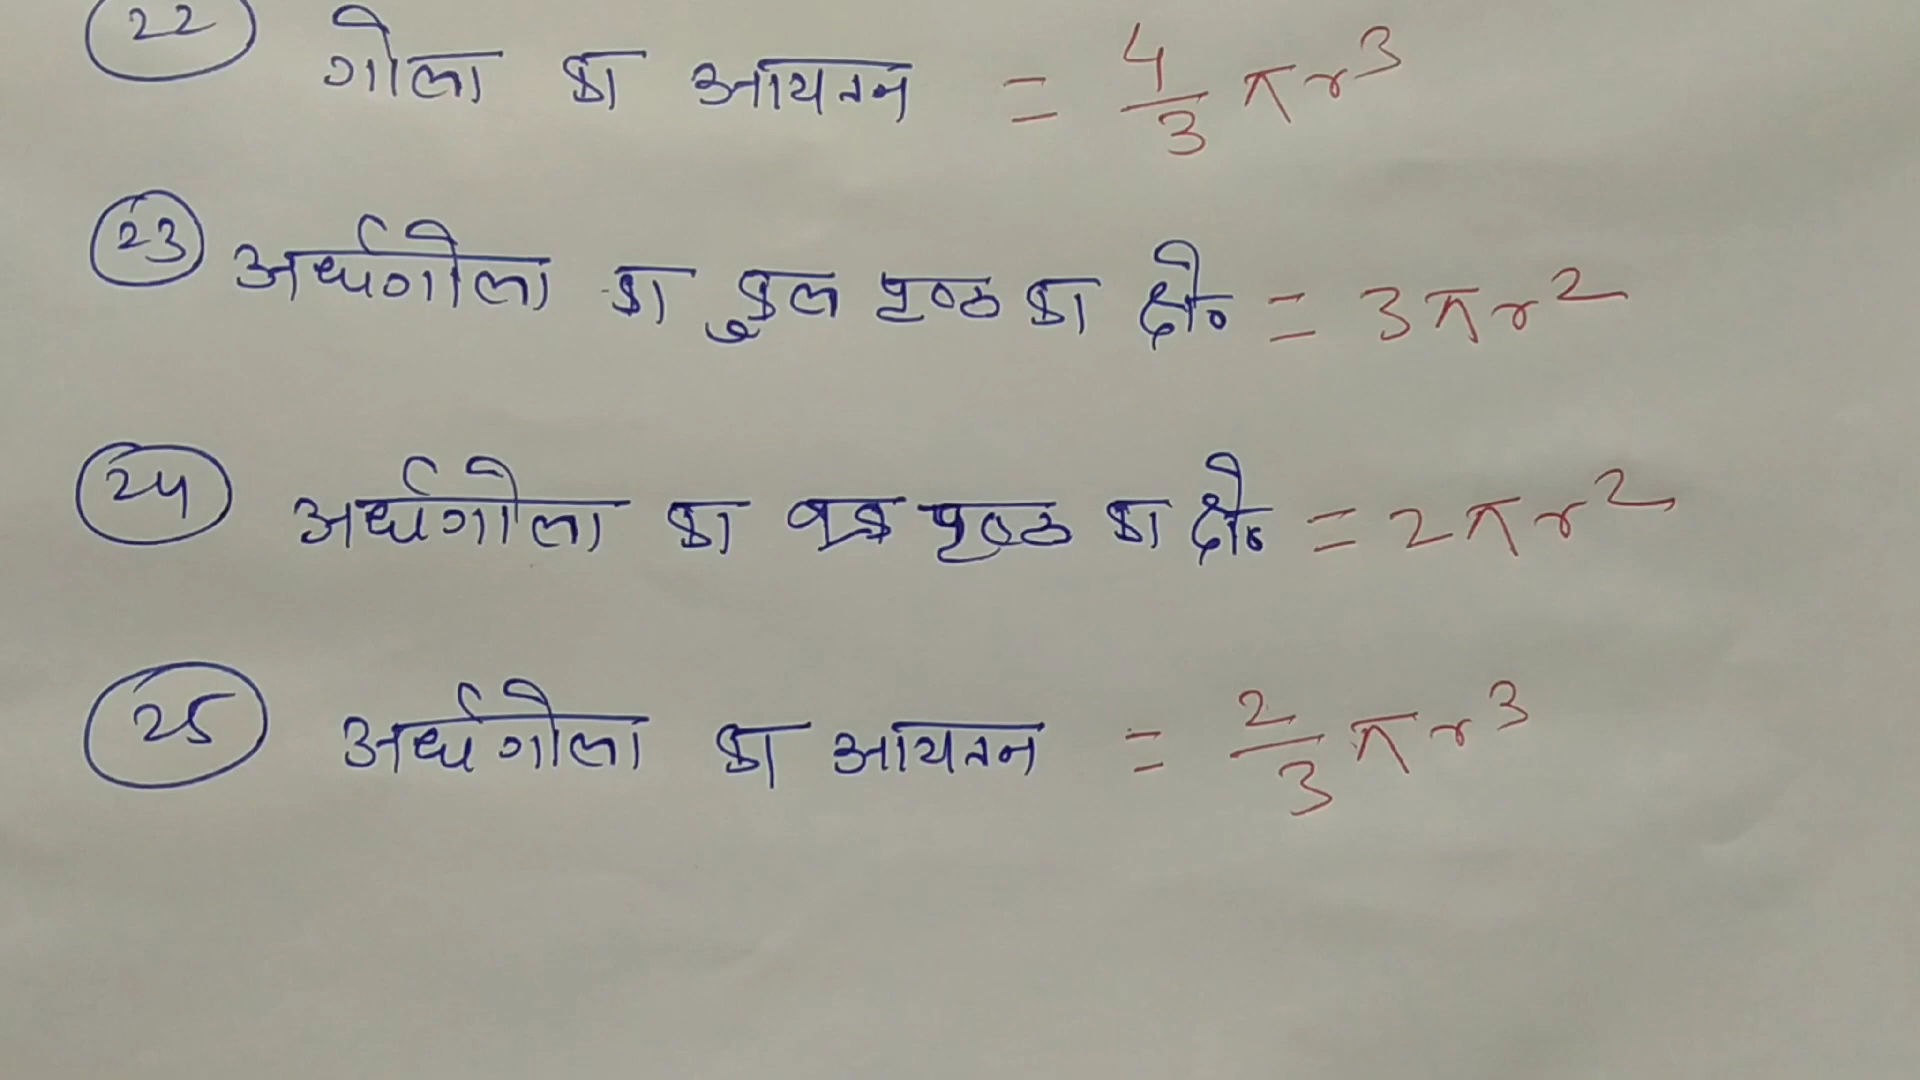 22 गोला का आयतन = 4/3 πr³
23 अर्धगोला का कुल पृष्ठ का क्षे० = 3πr²
24 अर्धगोला का वक्र पृष्ठ का क्षे० = 2πr²
25 अर्धगोला का आयतन = 2/3 πr³